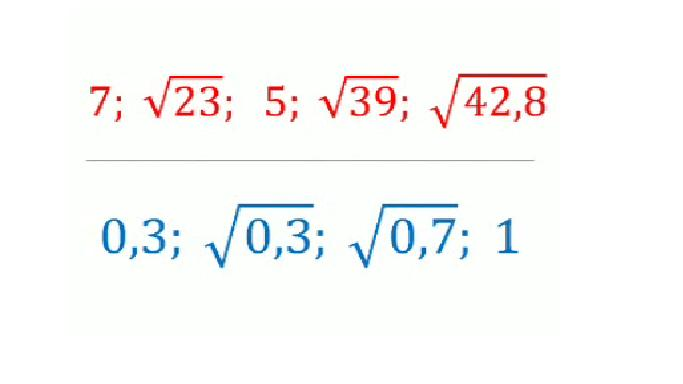 7; √23; 5; √39; √42,8
0,3; √0,3; √0,7; 1